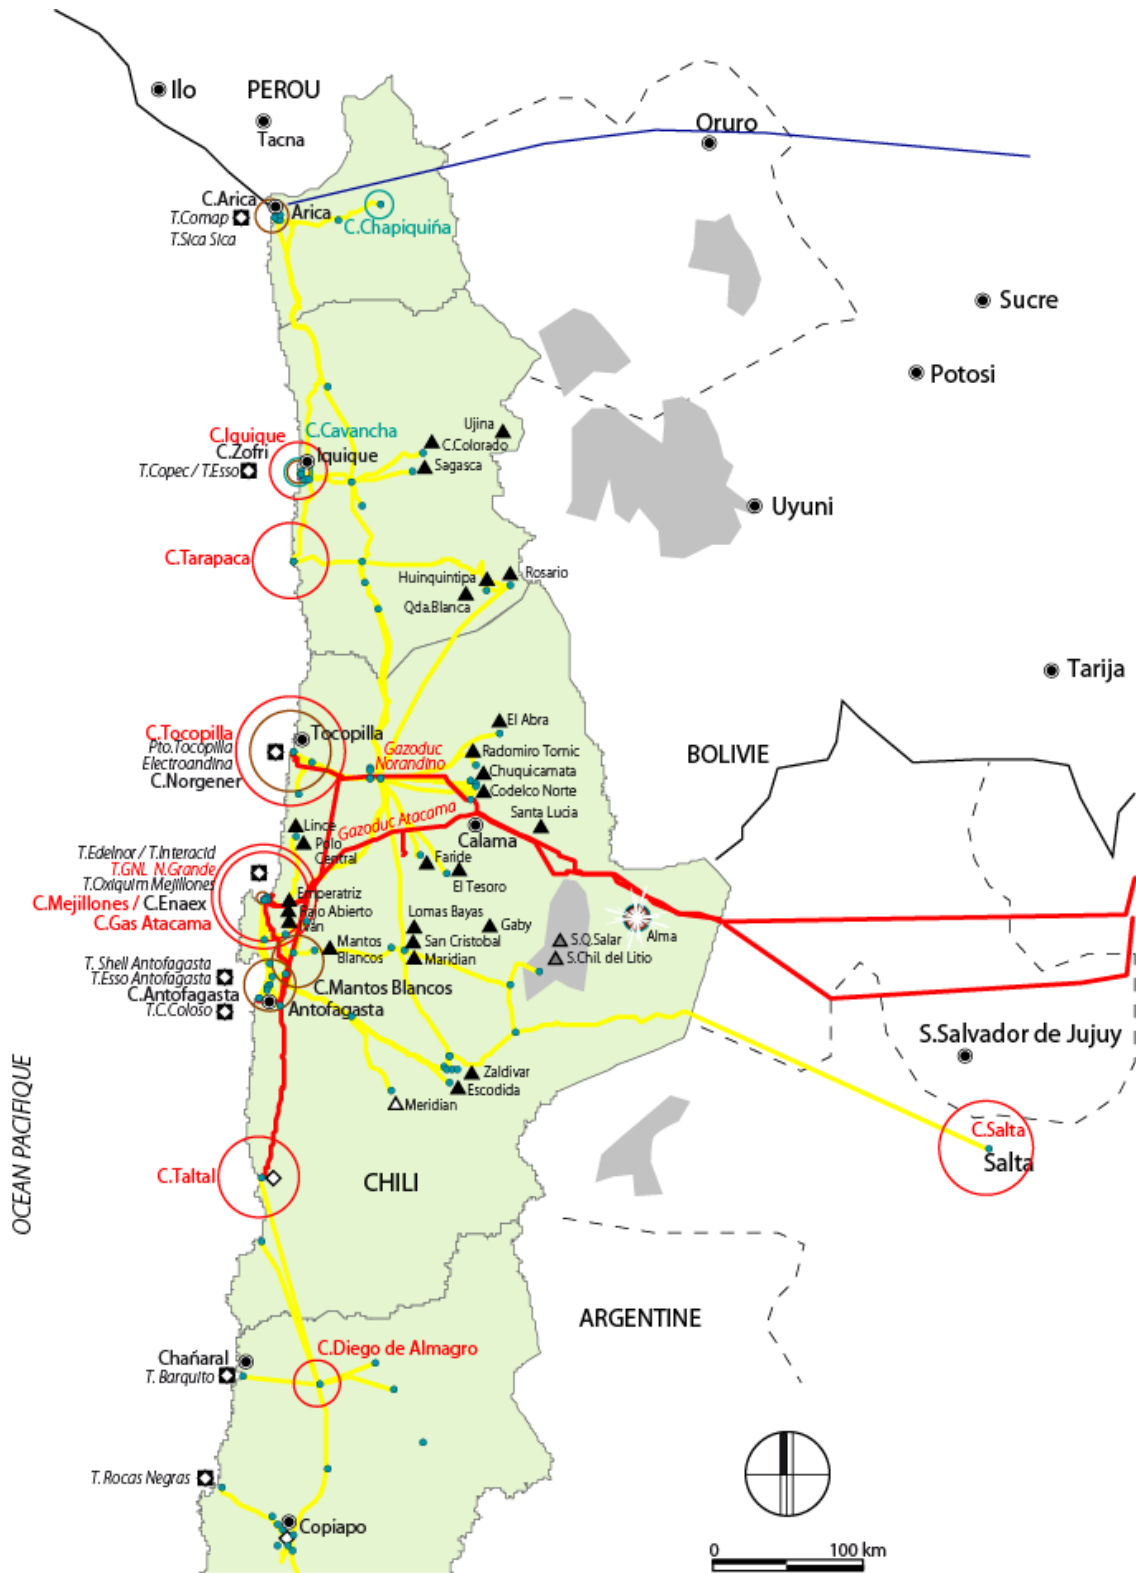 Ilo
PEROU
Tacna
Oruro
C.Arica
Arica
T.Comap
T.Sica Sica
C.Chapiquiña
Sucre
Potosi
Ujina
C.Iquique
C.Cavancha
C.Zofri
Iquique
C.Colorado
Sagasca
T.Copec / T.Esso
Uyuni
C.Tarapaca
Huinquintipa
Rosario
Qda.Blanca
Tarija
El Abra
C.Tocopilla
Tocopilla
Pto.Tocopilla
Electroandina
C.Norgener
Gazoduc
Norandino
Radomiro Tomic
Chuquicamata
Codelco Norte
BOLIVIE
Santa Lucia
Gazoduc Atacama
Calama
Lince
Polo
Central
T.Edelnor / T.Interacid
T.GNL N.Grande
T.Oxiquim Mejillones
Faride
El Tesoro
C.Mejillones / C.Enaex
C.Gas Atacama
Emperatriz
Rajo Abierto
Ivan
Lomas Bayas
Gaby
Alma
Mantos
Blancos
San Cristobal
Meridian
S.Q.Salar
S.Chil. del Litio
T. Shell Antofagasta
T.Esso Antofagasta
C.Mantos Blancos
C.Antofagasta
Antofagasta
T.C.Coloso
S.Salvador de Jujuy
Zaldivar
Escodida
Meridian
OCEAN PACIFIQUE
C.Salta
Salta
C.Taltal
CHILI
ARGENTINE
C.Diego de Almagro
Chañaral
T. Barquito
T. Rocas Negras
Copiapo
0 100 km